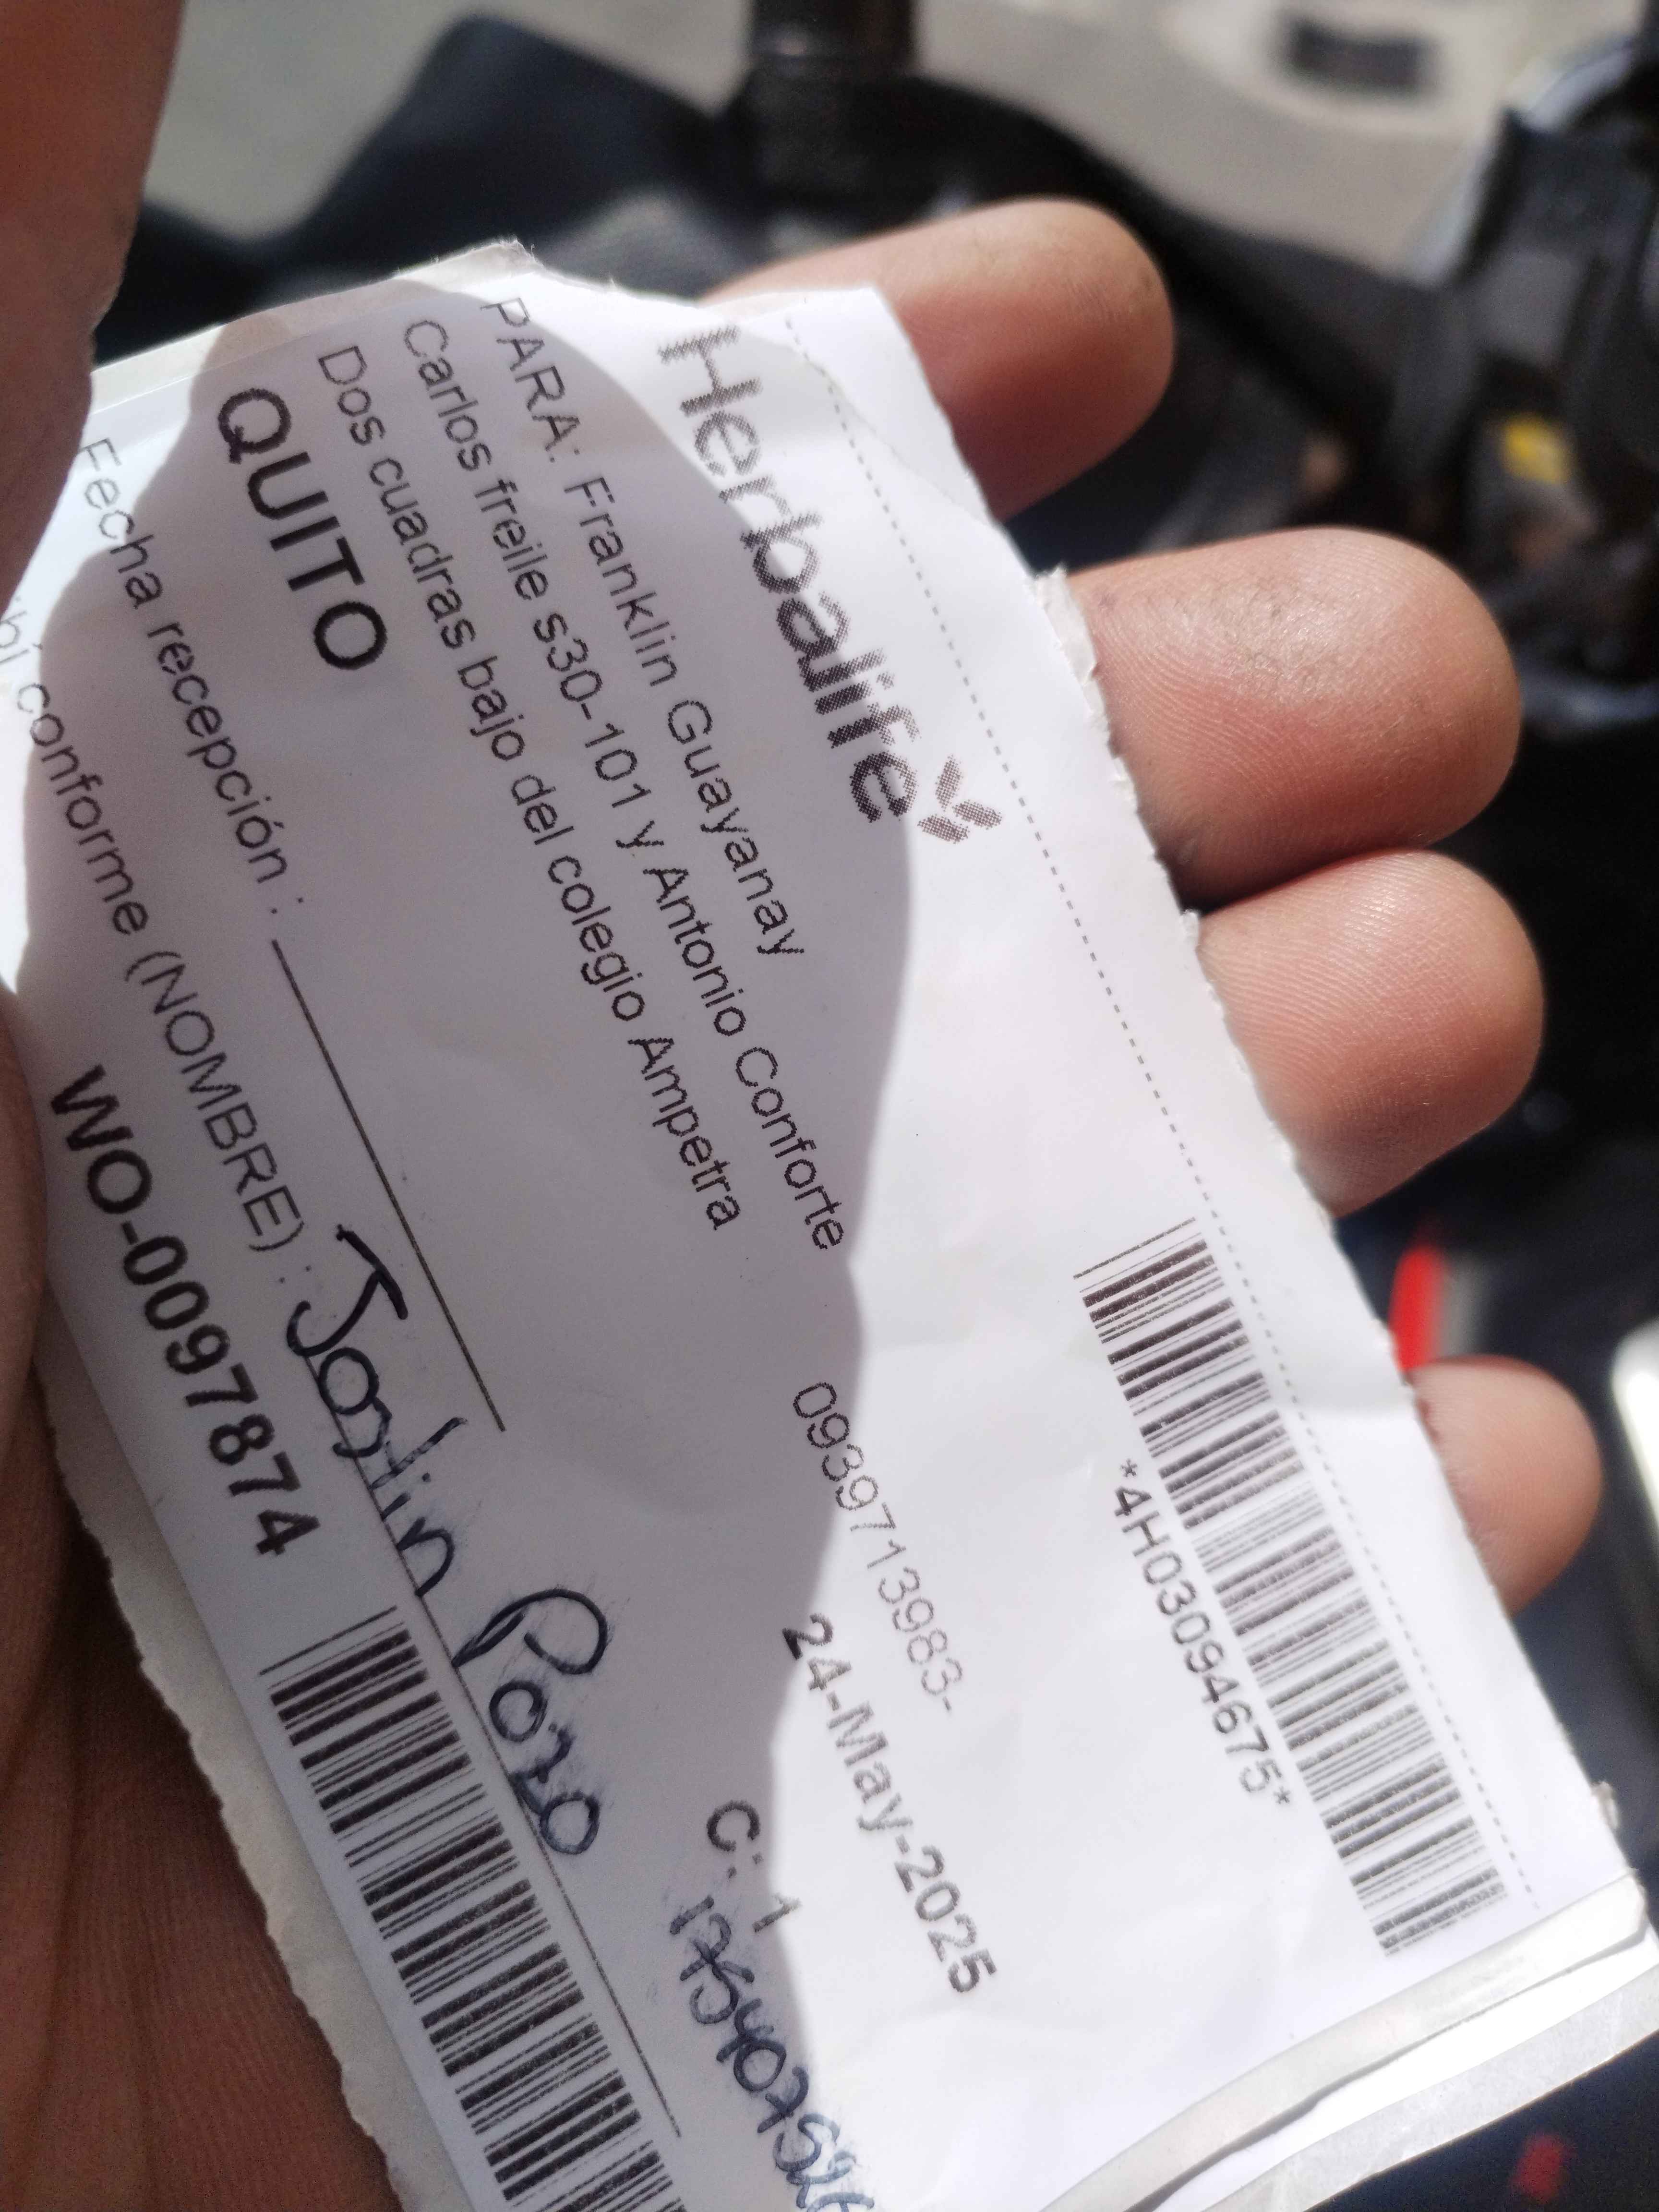 Herbalife
*4H03094675*
PARA: Franklin Guayanay
0939713983-
Carlos freile s30-101 y Antonio Conforte
24-May-2025
Dos cuadras bajo del colegio Ampetra
QUITO
C: 1
Fecha recepción :
conforme (NOMBRE) : Joslin Pozo
WO-0097874